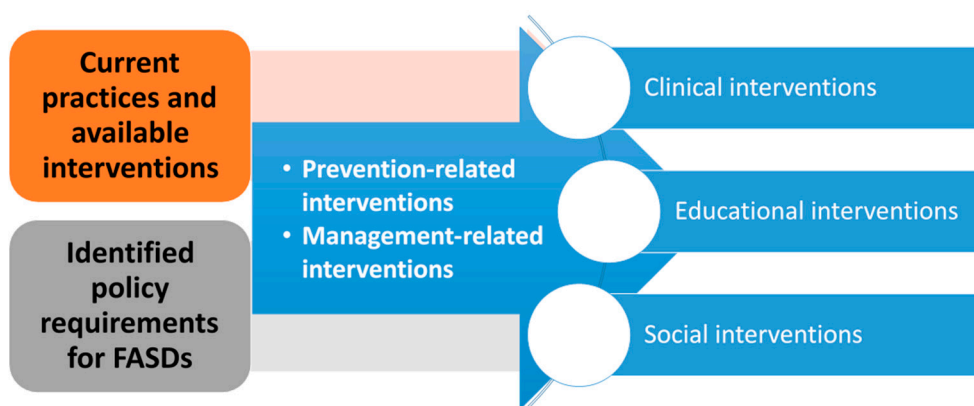 Current
practices and
available
interventions
Identified
policy
requirements
for FASDs
• Prevention-related
interventions
• Management-related
interventions
Clinical interventions
Educational interventions
Social interventions